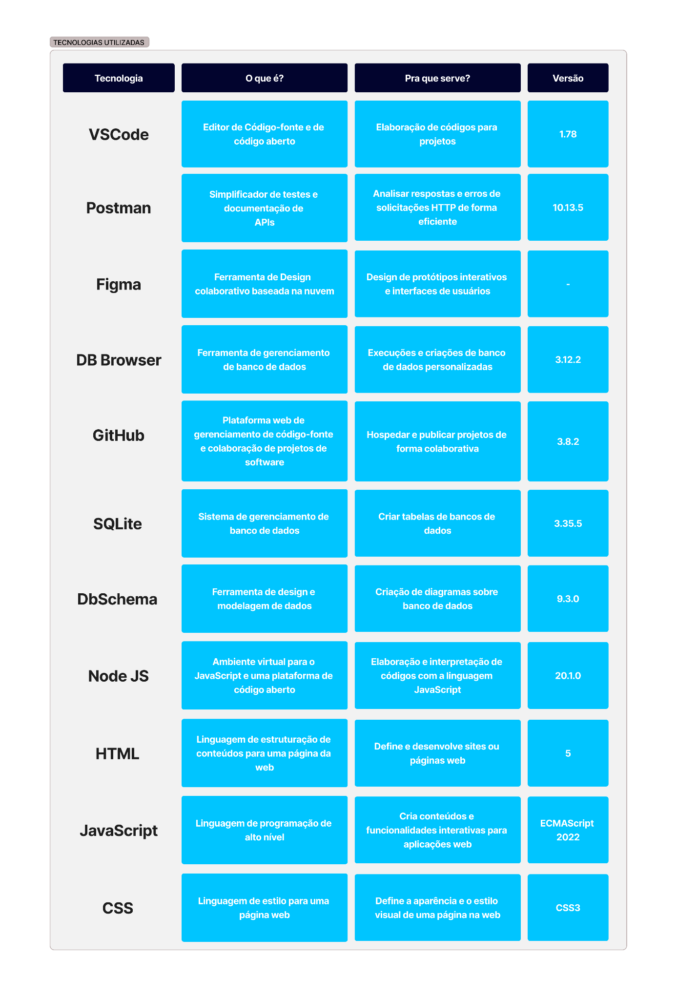 TECNOLOGIAS UTILIZADAS
Tecnologia
O que é?
Pra que serve?
Versão
VSCode
Editor de Código-fonte e de
código aberto
Elaboração de códigos para
projetos
1.78
Postman
Simplificador de testes e
documentação de
APIs
Analisar respostas e erros de
solicitações HTTP de forma
eficiente
10.13.5
Figma
Ferramenta de Design
colaborativo baseada na nuvem
Design de protótipos interativos
e interfaces de usuários
-
DB Browser
Ferramenta de gerenciamento
de banco de dados
Execuções e criações de banco
de dados personalizadas
3.12.2
GitHub
Plataforma web de
gerenciamento de código-fonte
e colaboração de projetos de
software
Hospedar e publicar projetos de
forma colaborativa
3.8.2
SQLite
Sistema de gerenciamento de
banco de dados
Criar tabelas de bancos de
dados
3.35.5
DbSchema
Ferramenta de design e
modelagem de dados
Criação de diagramas sobre
banco de dados
9.3.0
Node JS
Ambiente virtual para o
JavaScript e uma plataforma de
código aberto
Elaboração e interpretação de
códigos com a linguagem
JavaScript
20.1.0
HTML
Linguagem de estruturação de
conteúdos para uma página da
web
Define e desenvolve sites ou
páginas web
5
JavaScript
Linguagem de programação de
alto nível
Cria conteúdos e
funcionalidades interativas para
aplicações web
ECMAScript
2022
CSS
Linguagem de estilo para uma
página web
Define a aparência e o estilo
visual de uma página na web
CSS3